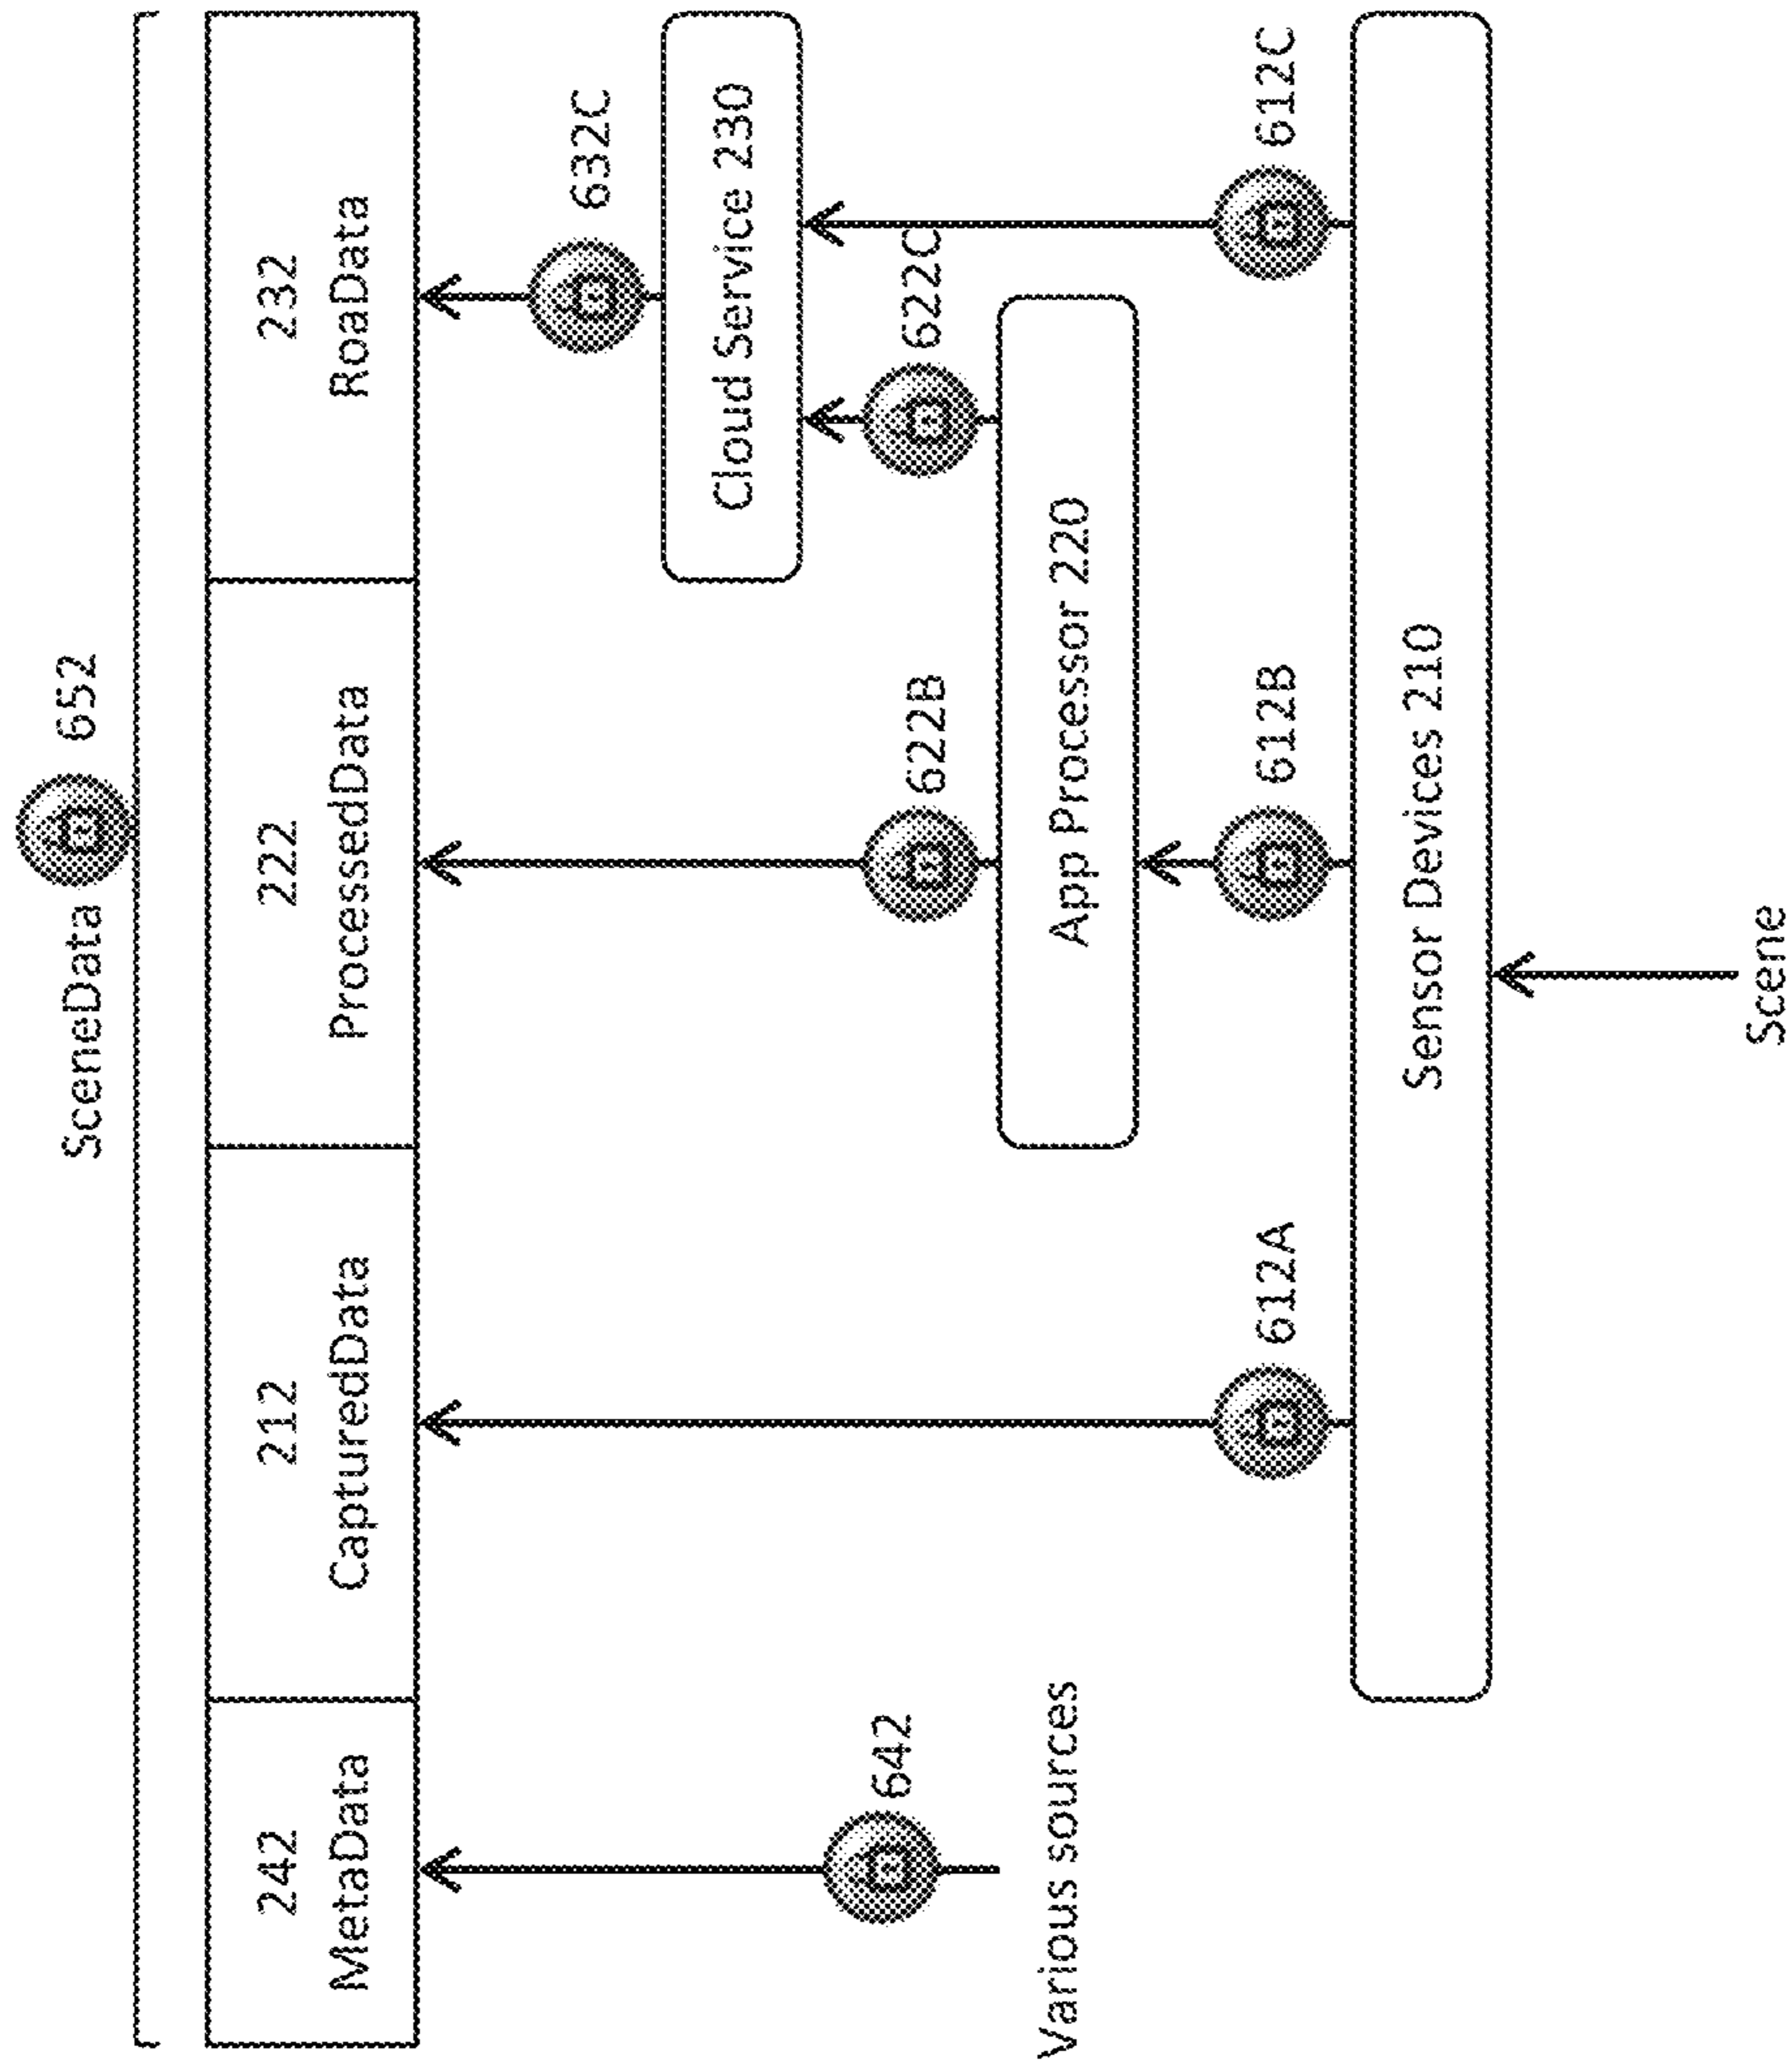 SceneData 652
242
MetaData
212
CapturedData
222
ProcessedData
232
RoaData
632C
Cloud Service 230
642
622B
622C
Various sources
App Processor 220
612A
612B
612C
Sensor Devices 210
Scene